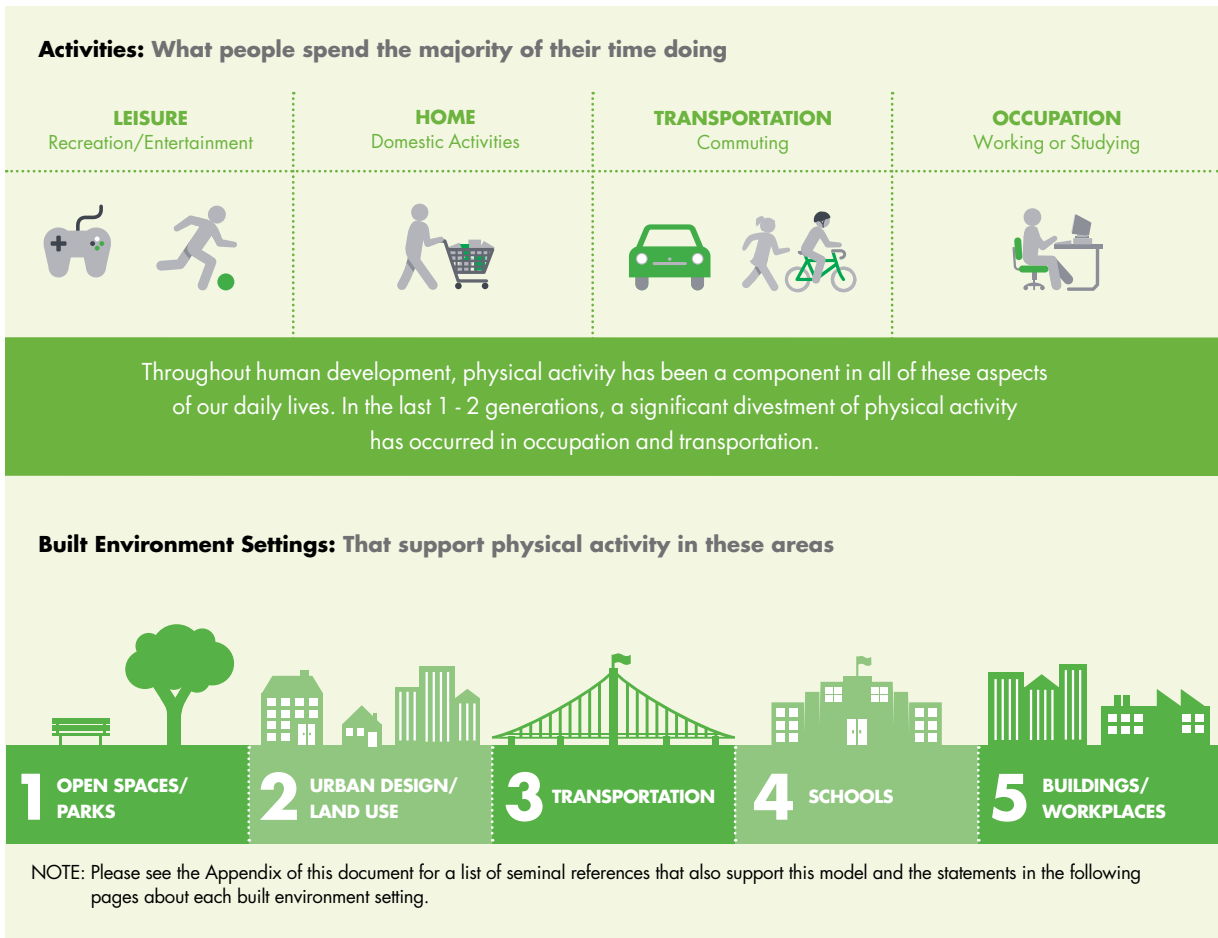 Activities: What people spend the majority of their time doing
LEISURE
Recreation/Entertainment
HOME
Domestic Activities
TRANSPORTATION
Commuting
OCCUPATION
Working or Studying
Throughout human development, physical activity has been a component in all of these aspects
of our daily lives. In the last 1 - 2 generations, a significant divestment of physical activity
has occurred in occupation and transportation.
Built Environment Settings: That support physical activity in these areas
1 OPEN SPACES/
PARKS
2 URBAN DESIGN/
LAND USE
3 TRANSPORTATION
4 SCHOOLS
5 BUILDINGS/
WORKPLACES
NOTE: Please see the Appendix of this document for a list of seminal references that also support this model and the statements in the following
pages about each built environment setting.